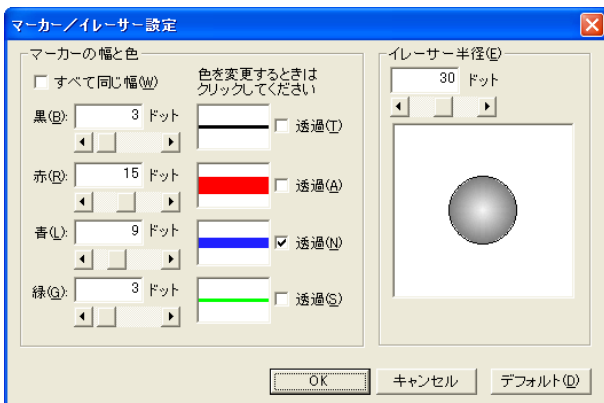 マーカー／イレーサー設定
マーカーの幅と色
すべて同じ幅(W)
色を変更するときは
クリックしてください
黒(B): 3 ドット 透過(T)
赤(R): 15 ドット 透過(A)
青(L): 9 ドット 透過(N)
緑(G): 3 ドット 透過(S)
イレーサー半径(E)
30 ドット
OK キャンセル デフォルト(D)